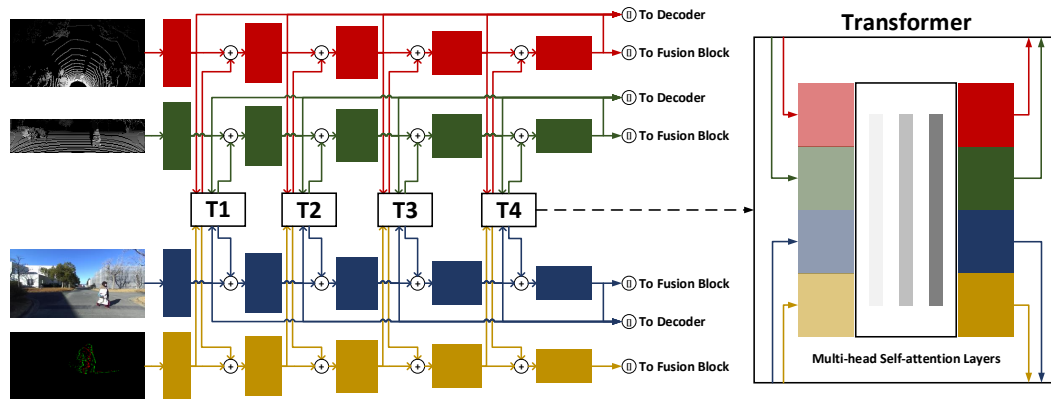 To Decoder
Transformer
To Fusion Block
To Decoder
To Fusion Block
T1 T2 T3 T4
To Fusion Block
To Decoder
Multi-head Self-attention Layers
To Fusion Block